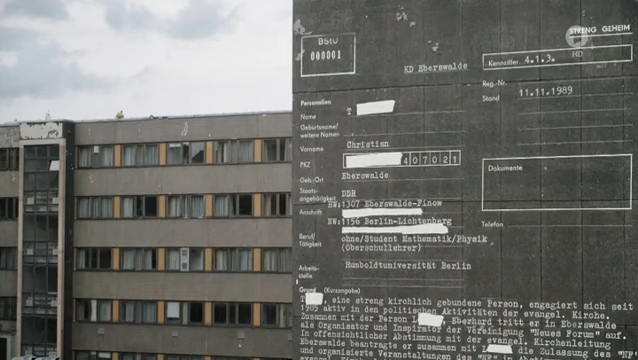 STRENG GEHEIM
BStU
000001
KD Eberswalde
Kennziffer 4.1.3.
HD
Reg.-Nr.
Stand 11.11.1989
Personalien
Name T
Geburtsname/
weitere Namen
Vorname Christian
PKZ 407021
Geb.-Ort Eberswalde
Staats-
angehörigkeit DDR
Anschrift HW:1307 Eberswalde-Finow
NW:1156 Berlin-Lichtenberg
Beruf/
Tätigkeit ohne/Student Mathematik/Physik
(Oberschullehrer)
Arbeits-
stelle Humboldtuniversität Berlin
Dokumente
Telefon
Grund (Kurzangabe)
T , eine streng kirchlich gebundene Person, engagiert sich seit
1985 aktiv in den politischen Aktivitäten der evangel. Kirche.
Zusammen mit der Person L , Eberhard tritt er in Eberswalde
als Organisator und Inspirator der Vereinigung "Neues Forum" auf.
In offensichtlicher Abstimmung mit der evangel. Kirchenleitung
Eberswalde beauftragte er zusammen mit die Zulassung des
und organisierte Veranstaltungen des